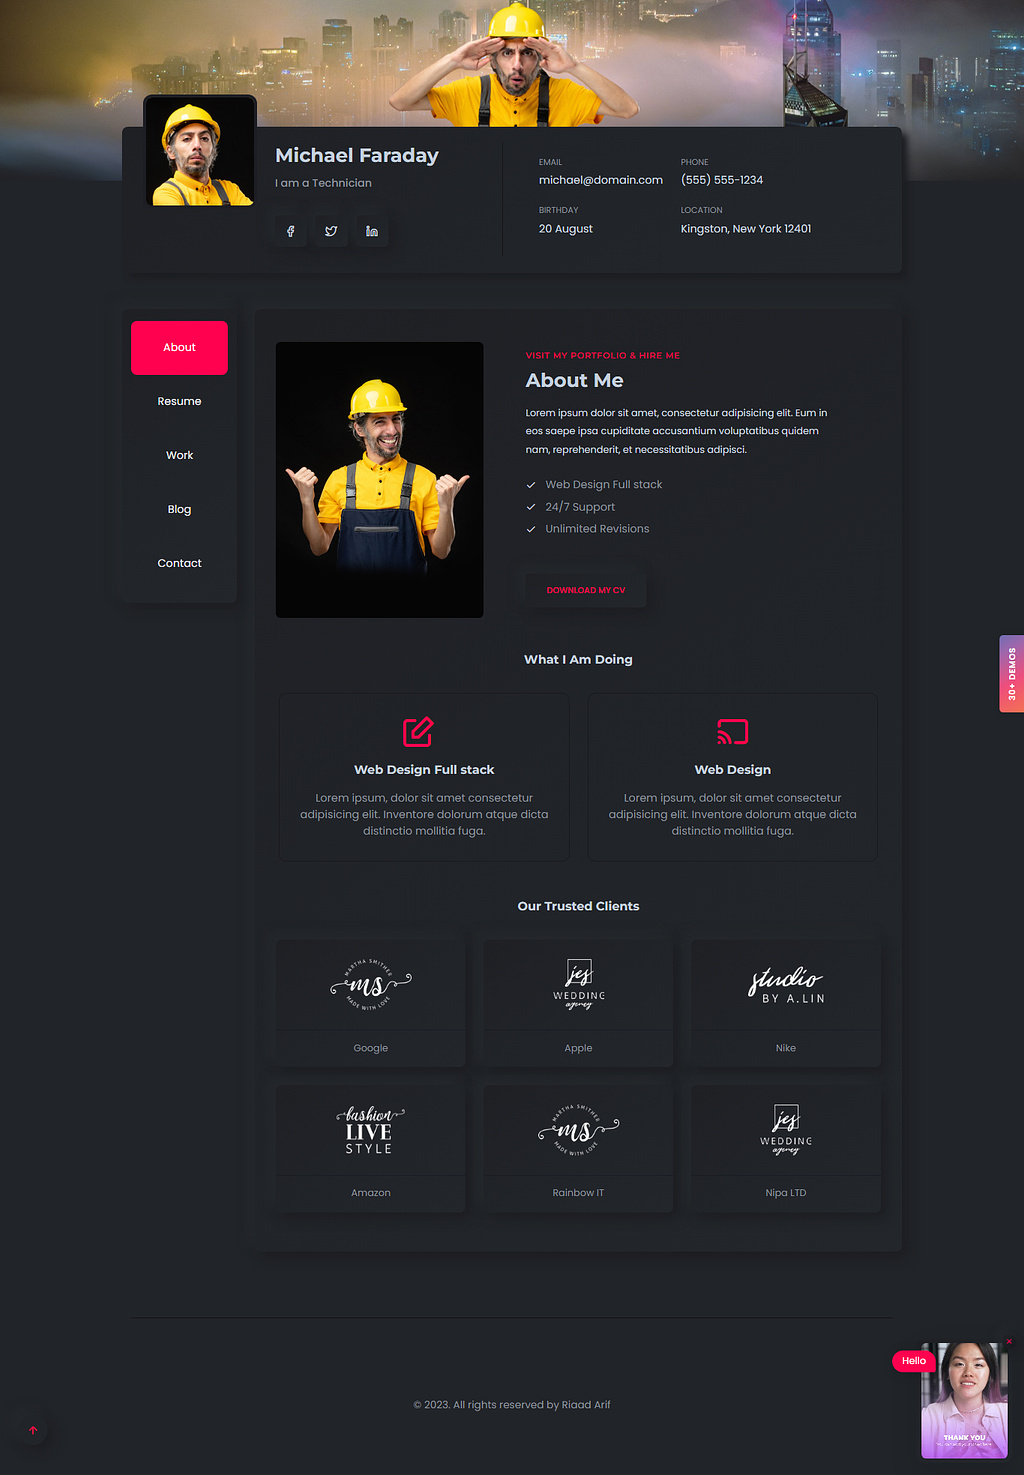 Michael Faraday
I am a Technician
EMAIL
michael@domain.com
PHONE
(555) 555-1234
BIRTHDAY
20 August
LOCATION
Kingston, New York 12401
About
Resume
Work
Blog
Contact
VISIT MY PORTFOLIO & HIRE ME
About Me
Lorem ipsum dolor sit amet, consectetur adipisicing elit. Eum in
eos saepe ipsa cupiditate accusantium voluptatibus quidem
nam, reprehenderit, et necessitatibus adipisci.
Web Design Full stack
24/7 Support
Unlimited Revisions
DOWNLOAD MY CV
30+ DEMOS
What I Am Doing
Web Design Full stack
Lorem ipsum, dolor sit amet consectetur
adipisicing elit. Inventore dolorum atque dicta
distinctio mollitia fuga.
Web Design
Lorem ipsum, dolor sit amet consectetur
adipisicing elit. Inventore dolorum atque dicta
distinctio mollitia fuga.
Our Trusted Clients
MARTHA SMITHER
ms
MADE WITH LOVE
Google
jes
WEDDING
agency
Apple
studio
BY A.LIN
Nike
fashion
LIVE
STYLE
Amazon
MARTHA SMITHER
ms
MADE WITH LOVE
Rainbow IT
jes
WEDDING
agency
Nipa LTD
Hello
THANK YOU
© 2023. All rights reserved by Riaad Arif